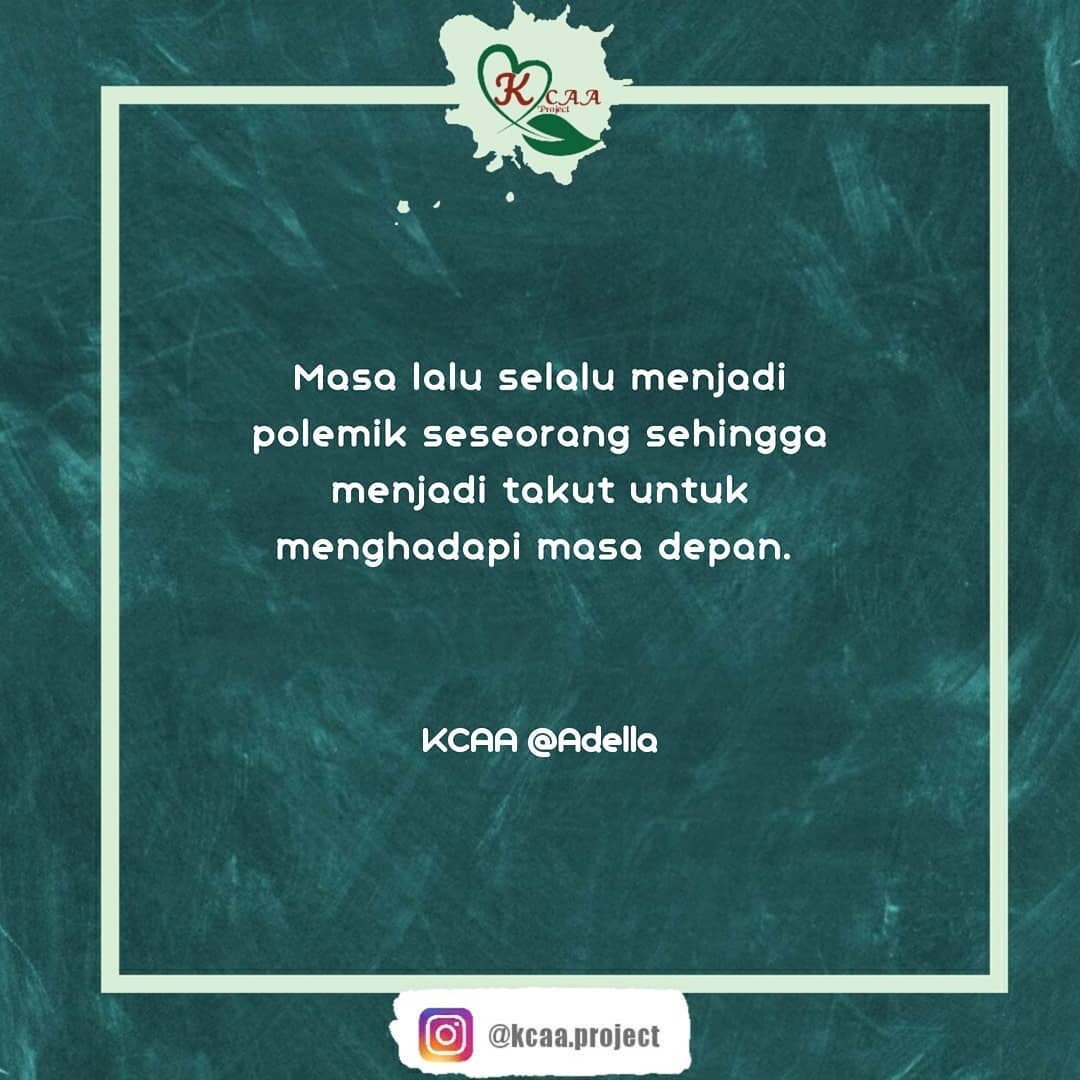 KCAA
Project
Masa lalu selalu menjadi
polemik seseorang sehingga
menjadi takut untuk
menghadapi masa depan.
KCAA @Adella
@kcaa.project